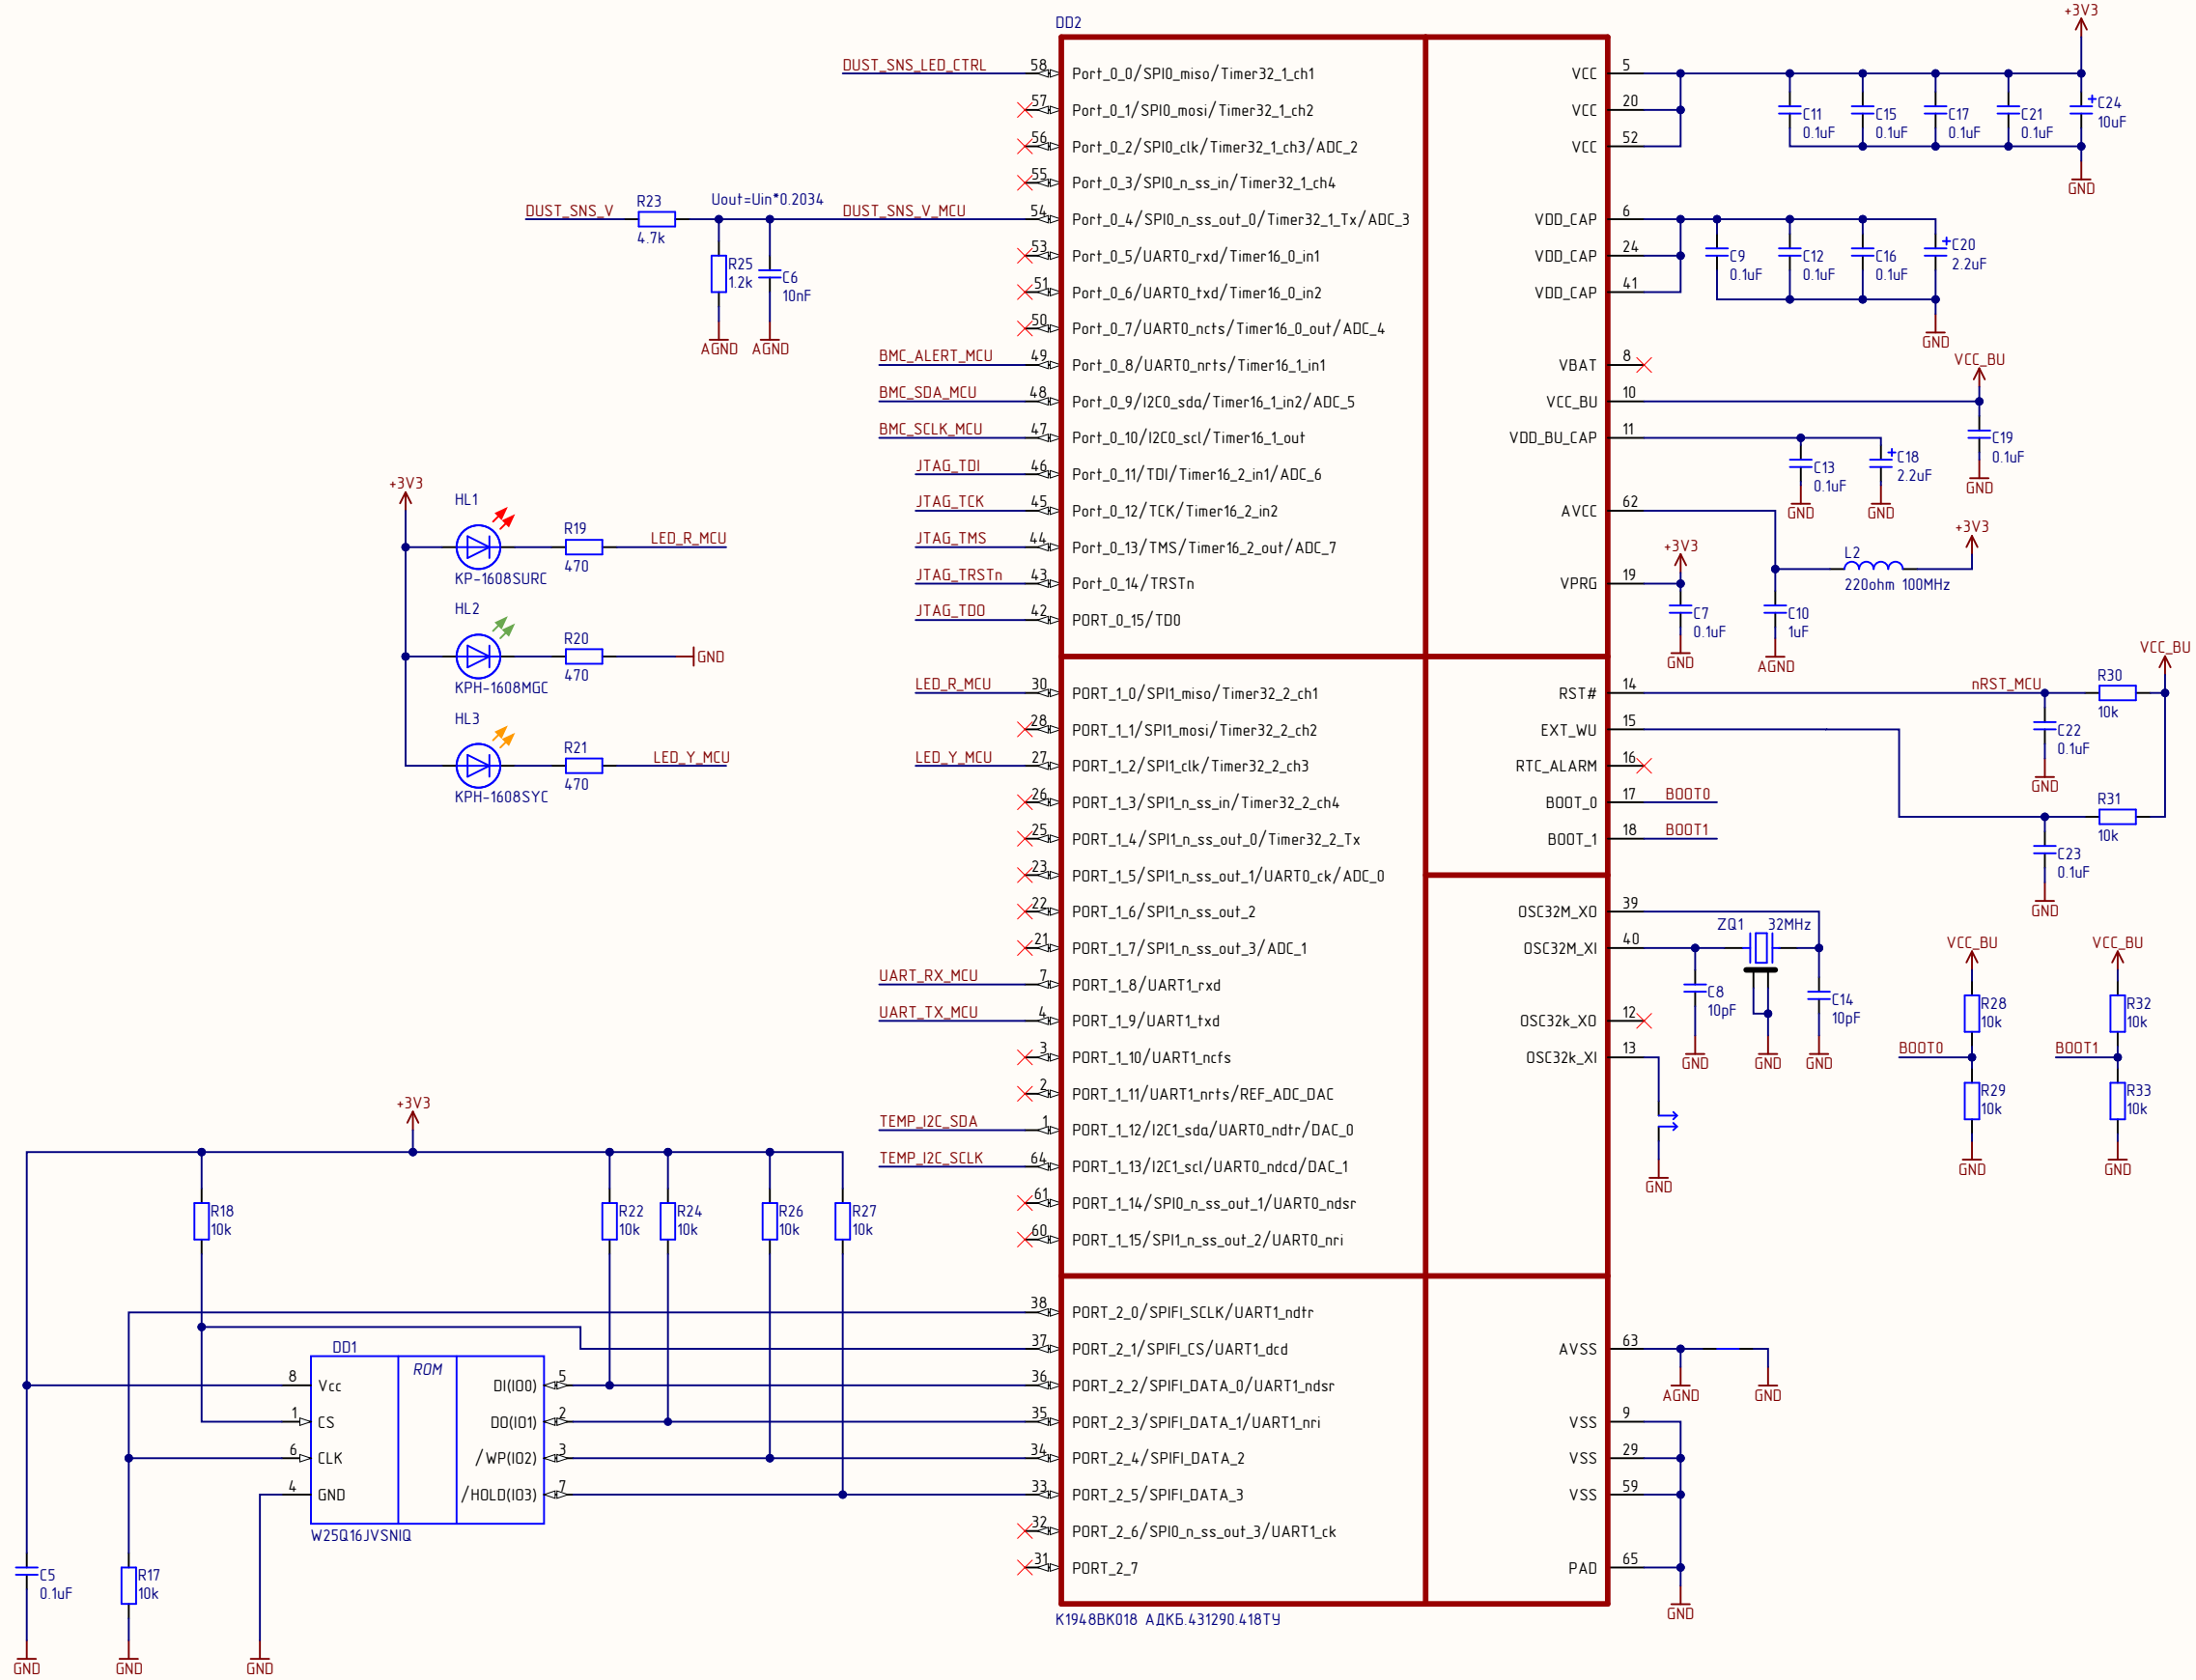 DD2
+3V3
DUST_SNS_LED_CTRL
58
Port_0_0/SPI0_miso/Timer32_1_ch1
VCC
5
57
Port_0_1/SPI0_mosi/Timer32_1_ch2
VCC
20
C11
0.1uF
C15
0.1uF
C17
0.1uF
C21
0.1uF
C24
10uF
56
Port_0_2/SPI0_clk/Timer32_1_ch3/ADC_2
VCC
52
55
Port_0_3/SPI0_n_ss_in/Timer32_1_ch4
GND
DUST_SNS_V
R23
4.7k
Uout=Uin*0.2034
DUST_SNS_V_MCU
54
Port_0_4/SPI0_n_ss_out_0/Timer32_1_Tx/ADC_3
VDD_CAP
6
53
Port_0_5/UART0_rxd/Timer16_0_in1
VDD_CAP
24
R25
1.2k
C6
10nF
C9
0.1uF
C12
0.1uF
C16
0.1uF
C20
2.2uF
51
Port_0_6/UART0_txd/Timer16_0_in2
VDD_CAP
41
50
Port_0_7/UART0_ncts/Timer16_0_out/ADC_4
AGND
AGND
GND
BMC_ALERT_MCU
49
Port_0_8/UART0_nrts/Timer16_1_in1
VBAT
8
VCC_BU
BMC_SDA_MCU
48
Port_0_9/I2C0_sda/Timer16_1_in2/ADC_5
VCC_BU
10
BMC_SCLK_MCU
47
Port_0_10/I2C0_scl/Timer16_1_out
VDD_BU_CAP
11
C19
0.1uF
GND
JTAG_TDI
46
Port_0_11/TDI/Timer16_2_in1/ADC_6
C13
0.1uF
GND
C18
2.2uF
GND
JTAG_TCK
45
Port_0_12/TCK/Timer16_2_in2
AVCC
62
+3V3
HL1
KP-1608SURC
R19
470
LED_R_MCU
JTAG_TMS
44
Port_0_13/TMS/Timer16_2_out/ADC_7
+3V3
L2
220ohm 100MHz
+3V3
JTAG_TRSTn
43
Port_0_14/TRSTn
VPRG
19
JTAG_TDO
42
PORT_0_15/TDO
C7
0.1uF
GND
C10
1uF
AGND
HL2
KPH-1608MGC
R20
470
GND
VCC_BU
LED_R_MCU
30
PORT_1_0/SPI1_miso/Timer32_2_ch1
RST#
14
nRST_MCU
R30
10k
28
PORT_1_1/SPI1_mosi/Timer32_2_ch2
EXT_WU
15
C22
0.1uF
GND
HL3
KPH-1608SYC
R21
470
LED_Y_MCU
LED_Y_MCU
27
PORT_1_2/SPI1_clk/Timer32_2_ch3
RTC_ALARM
16
26
PORT_1_3/SPI1_n_ss_in/Timer32_2_ch4
BOOT_0
17
BOOT0
R31
10k
25
PORT_1_4/SPI1_n_ss_out_0/Timer32_2_Tx
BOOT_1
18
BOOT1
C23
0.1uF
GND
23
PORT_1_5/SPI1_n_ss_out_1/UART0_ck/ADC_0
22
PORT_1_6/SPI1_n_ss_out_2
OSC32M_XO
39
ZQ1
32MHz
21
PORT_1_7/SPI1_n_ss_out_3/ADC_1
OSC32M_XI
40
VCC_BU
VCC_BU
UART_RX_MCU
7
PORT_1_8/UART1_rxd
C8
10pF
C14
10pF
UART_TX_MCU
4
PORT_1_9/UART1_txd
OSC32k_XO
12
GND
GND
GND
R28
10k
R32
10k
3
PORT_1_10/UART1_ncfs
OSC32k_XI
13
BOOT0
BOOT1
2
PORT_1_11/UART1_nrts/REF_ADC_DAC
R29
10k
R33
10k
+3V3
TEMP_I2C_SDA
1
PORT_1_12/I2C1_sda/UART0_ndtr/DAC_0
TEMP_I2C_SCLK
64
PORT_1_13/I2C1_scl/UART0_ndcd/DAC_1
GND
GND
GND
61
PORT_1_14/SPI0_n_ss_out_1/UART0_ndsr
R18
10k
R22
10k
R24
10k
R26
10k
R27
10k
60
PORT_1_15/SPI1_n_ss_out_2/UART0_nri
38
PORT_2_0/SPIFI_SCLK/UART1_ndtr
37
PORT_2_1/SPIFI_CS/UART1_dcd
AVSS
63
DD1
ROM
8
Vcc
DI(IO0)
5
36
PORT_2_2/SPIFI_DATA_0/UART1_ndsr
AGND
GND
1
CS
DO(IO1)
2
35
PORT_2_3/SPIFI_DATA_1/UART1_nri
VSS
9
6
CLK
/WP(IO2)
3
34
PORT_2_4/SPIFI_DATA_2
VSS
29
4
GND
/HOLD(IO3)
7
33
PORT_2_5/SPIFI_DATA_3
VSS
59
W25Q16JVSNIQ
32
PORT_2_6/SPI0_n_ss_out_3/UART1_ck
31
PORT_2_7
PAD
65
C5
0.1uF
R17
10k
GND
K1948BK018 АДКБ.431290.418ТУ
GND
GND
GND